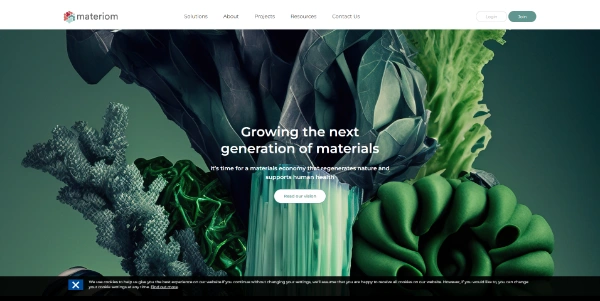 materiom
Solutions
About
Projects
Resources
Contact Us
Login
Join
Growing the next
generation of materials
It's time for a materials economy that regenerates nature and
supports human health
Read our vision
We use cookies to help us give you the best experience on our website. If you continue without changing your settings, we'll assume that you are happy to receive all cookies on our website. However, if you would like to, you can change
your cookie settings at any time. Find out more